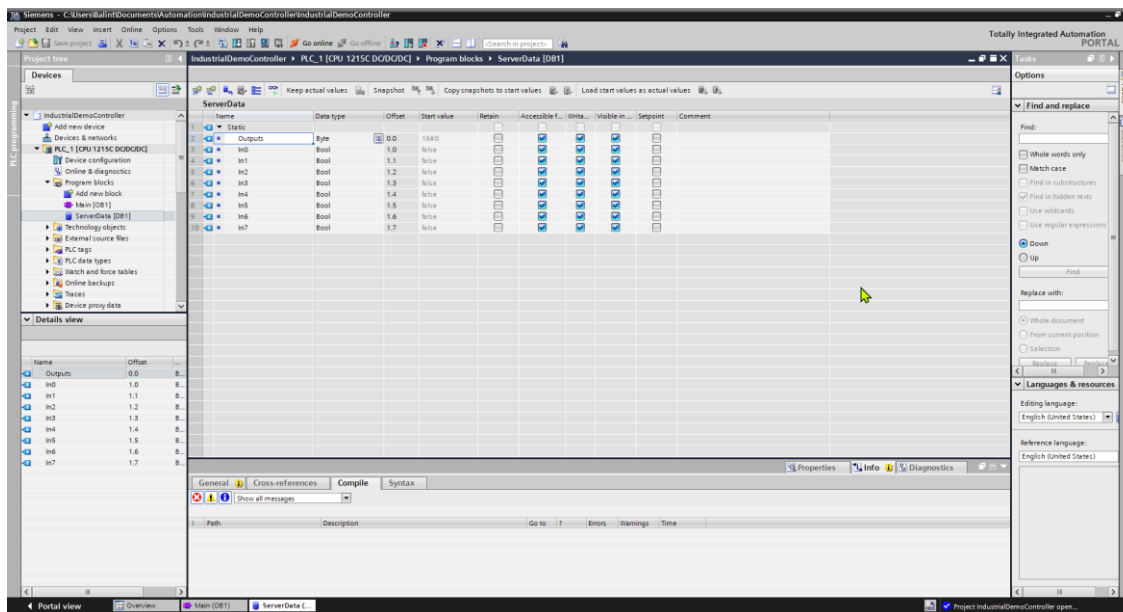 Siemens - C:\Users\Balint\Documents\Automation\IndustrialDemoController\IndustrialDemoController
Project Edit View Insert Online Options Tools Window Help
Totally Integrated Automation
PORTAL
Save project Go online Go offline <Search in project>
Project tree
IndustrialDemoController ▸ PLC_1 [CPU 1215C DC/DC/DC] ▸ Program blocks ▸ ServerData [DB1]
Tasks
Devices
Options
Keep actual values Snapshot Copy snapshots to start values Load start values as actual values
ServerData
Name Data type Offset Start value Retain Accessible f... Writa... Visible in ... Setpoint Comment
1 Static
2 Outputs Byte 0.0 16#0
3 In0 Bool 1.0 false
4 In1 Bool 1.1 false
5 In2 Bool 1.2 false
6 In3 Bool 1.3 false
7 In4 Bool 1.4 false
8 In5 Bool 1.5 false
9 In6 Bool 1.6 false
10 In7 Bool 1.7 false
PLC programming
IndustrialDemoController
Add new device
Devices & networks
PLC_1 [CPU 1215C DC/DC/DC]
Device configuration
Online & diagnostics
Program blocks
Add new block
Main [OB1]
ServerData [DB1]
Technology objects
External source files
PLC tags
PLC data types
Watch and force tables
Online backups
Traces
Device proxy data
Details view
Name Offset ...
Outputs 0.0 B...
In0 1.0 B...
In1 1.1 B...
In2 1.2 B...
In3 1.3 B...
In4 1.4 B...
In5 1.5 B...
In6 1.6 B...
In7 1.7 B...
Find and replace
Find:
Whole words only
Match case
Find in substructures
Find in hidden texts
Use wildcards
Use regular expressions
Down
Up
Find
Replace with:
Whole document
From current position
Selection
Replace Replace
Languages & resources
Editing language:
English (United States)
Reference language:
English (United States)
Properties Info Diagnostics
General Cross-references Compile Syntax
Show all messages
! Path Description Go to ? Errors Warnings Time
Portal view Overview Main (OB1) ServerData (...
Project IndustrialDemoController open...